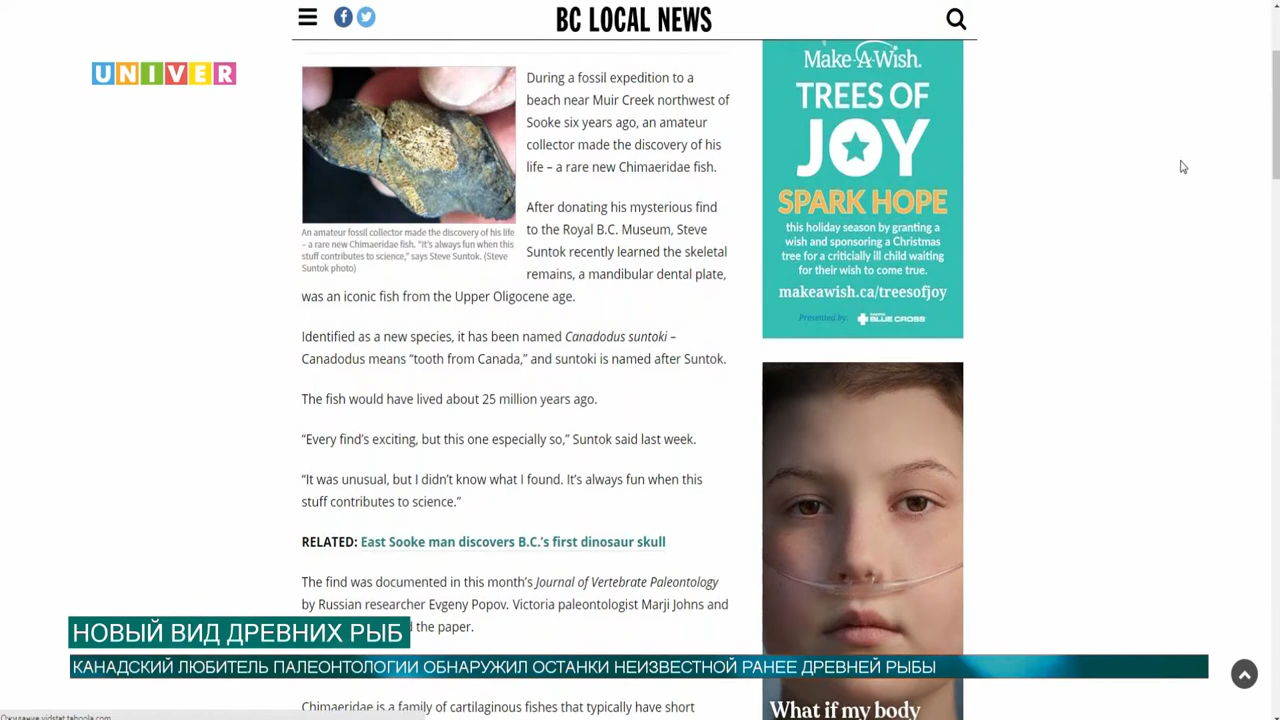 BC LOCAL NEWS
UNIVER
During a fossil expedition to a
beach near Muir Creek northwest of
Sooke six years ago, an amateur
collector made the discovery of his
life – a rare new Chimaeridae fish.
An amateur fossil collector made the discovery of his life
– a rare new Chimaeridae fish. “It’s always fun when this
stuff contributes to science,” says Steve Suntok. (Steve
Suntok photo)
After donating his mysterious find
to the Royal B.C. Museum, Steve
Suntok recently learned the skeletal
remains, a mandibular dental plate,
was an iconic fish from the Upper Oligocene age.
Identified as a new species, it has been named Canadodus suntoki –
Canadodus means “tooth from Canada,” and suntoki is named after Suntok.
The fish would have lived about 25 million years ago.
“Every find’s exciting, but this one especially so,” Suntok said last week.
“It was unusual, but I didn’t know what I found. It’s always fun when this
stuff contributes to science.”
RELATED: East Sooke man discovers B.C.’s first dinosaur skull
The find was documented in this month’s Journal of Vertebrate Paleontology
by Russian researcher Evgeny Popov. Victoria paleontologist Marji Johns and
the paper.
Chimaeridae is a family of cartilaginous fishes that typically have short
Make-A-Wish.
TREES OF
JOY
SPARK HOPE
this holiday season by granting a
wish and sponsoring a Christmas
tree for a criticially ill child waiting
for their wish to come true.
makeawish.ca/treesofjoy
Presented by: BLUE CROSS
What if my body
НОВЫЙ ВИД ДРЕВНИХ РЫБ
КАНАДСКИЙ ЛЮБИТЕЛЬ ПАЛЕОНТОЛОГИИ ОБНАРУЖИЛ ОСТАНКИ НЕИЗВЕСТНОЙ РАНЕЕ ДРЕВНЕЙ РЫБЫ
Ожидание vidstat.taboola.com